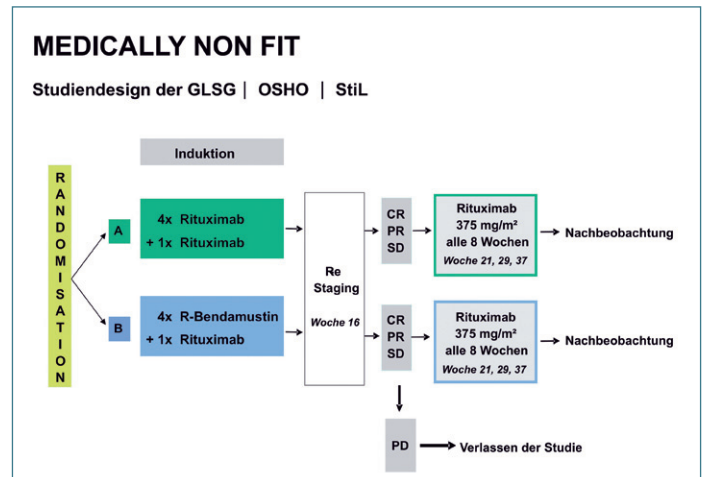 MEDICALLY NON FIT
Studiendesign der GLSG | OSHO | StiL
RANDOMISATION
Induktion
A
4x Rituximab
+ 1x Rituximab
B
4x R-Bendamustin
+ 1x Rituximab
Re
Staging
Woche 16
CR
PR
SD
Rituximab
375 mg/m²
alle 8 Wochen
Woche 21, 29, 37
Nachbeobachtung
CR
PR
SD
Rituximab
375 mg/m²
alle 8 Wochen
Woche 21, 29, 37
Nachbeobachtung
PD
Verlassen der Studie